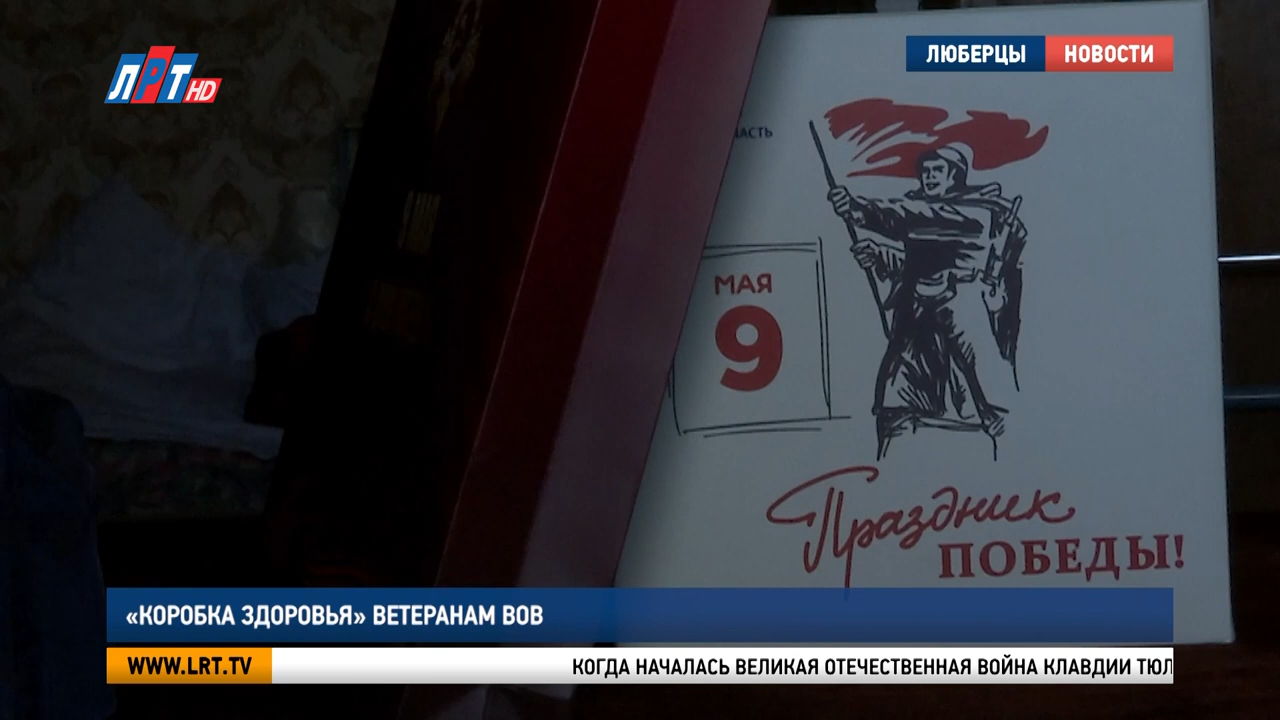 ЛРТ HD
ЛЮБЕРЦЫ НОВОСТИ
МАЯ
9
Праздник
ПОБЕДЫ!
«КОРОБКА ЗДОРОВЬЯ» ВЕТЕРАНАМ ВОВ
WWW.LRT.TV
КОГДА НАЧАЛАСЬ ВЕЛИКАЯ ОТЕЧЕСТВЕННАЯ ВОЙНА КЛАВДИИ